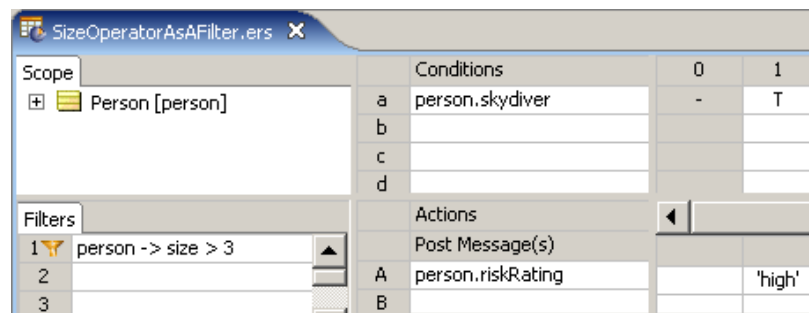 SizeOperatorAsAFilter.ers
Scope
Person [person]
Conditions 0 1
a person.skydiver - T
b
c
d
Filters
1 person -> size > 3
2
3
Actions
Post Message(s)
A person.riskRating 'high'
B